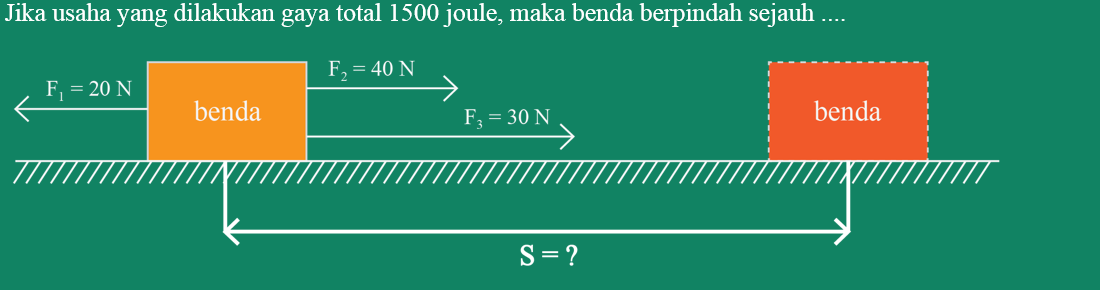 Jika usaha yang dilakukan gaya total 1500 joule, maka benda berpindah sejauh ....
F₂ = 40 N
F₁ = 20 N
benda
F₃ = 30 N
benda
S = ?